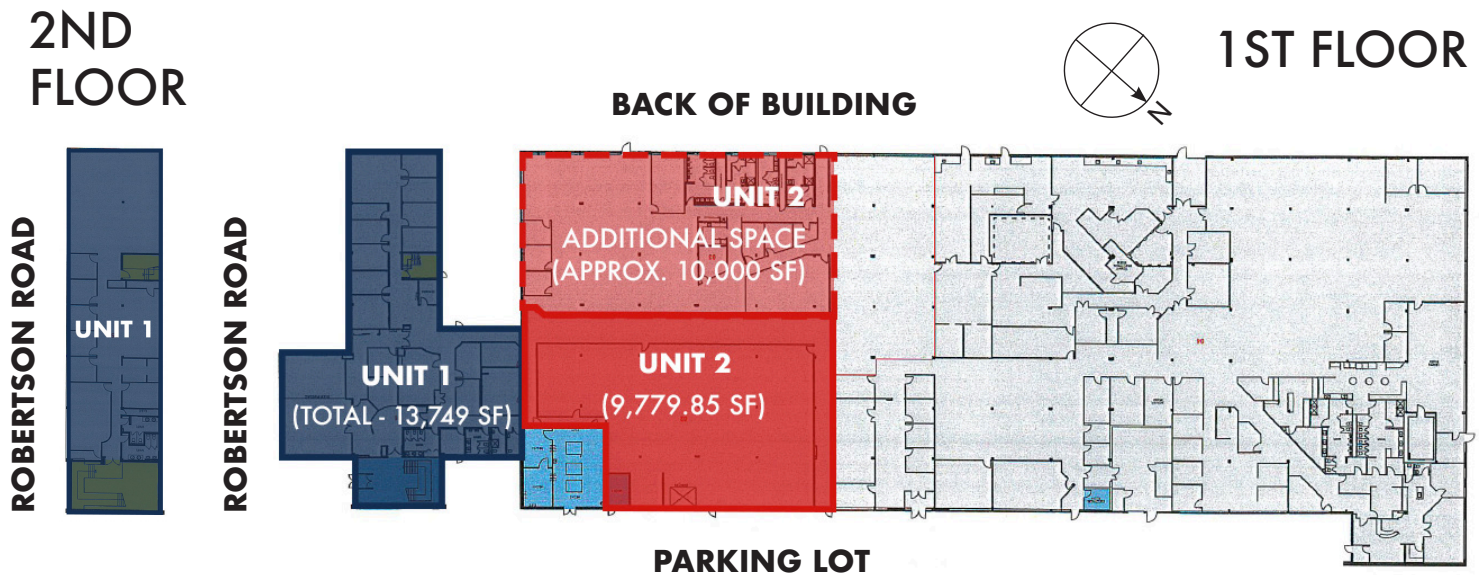 2ND
FLOOR
1ST FLOOR
N
BACK OF BUILDING
ROBERTSON ROAD
UNIT 1
ROBERTSON ROAD
UNIT 1
(TOTAL - 13,749 SF)
UNIT 2
ADDITIONAL SPACE
(APPROX. 10,000 SF)
UNIT 2
(9,779.85 SF)
PARKING LOT